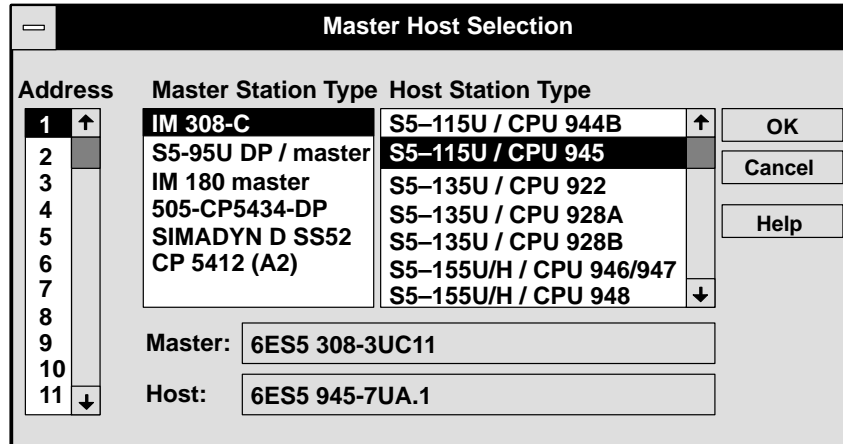 Master Host Selection
Address
Master Station Type
Host Station Type
1
2
3
4
5
6
7
8
9
10
11
IM 308-C
S5-95U DP / master
IM 180 master
505-CP5434-DP
SIMADYN D SS52
CP 5412 (A2)
S5–115U / CPU 944B
S5–115U / CPU 945
S5–135U / CPU 922
S5–135U / CPU 928A
S5–135U / CPU 928B
S5–155U/H / CPU 946/947
S5–155U/H / CPU 948
OK
Cancel
Help
Master: 6ES5 308-3UC11
Host: 6ES5 945-7UA.1